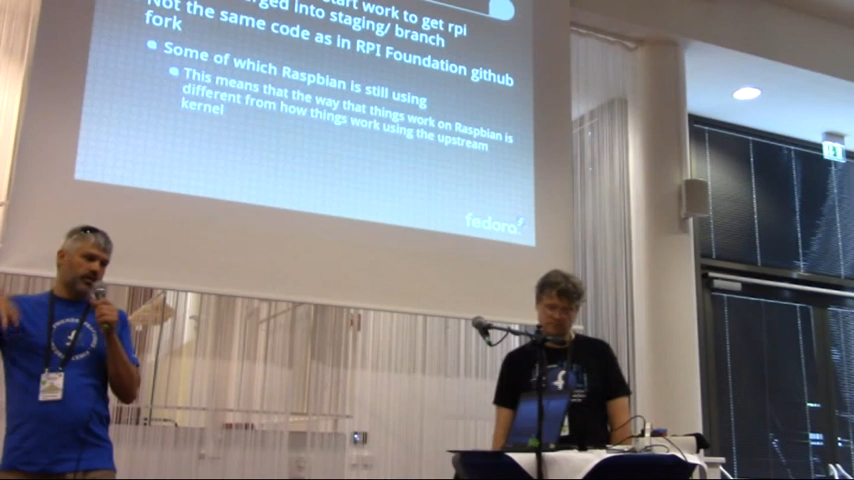 start work to get rpi
merged into staging/ branch
Not the same code as in RPI Foundation github
fork
Some of which Raspbian is still using
This means that the way that things work on Raspbian is
different from how things work using the upstream
kernel
fedora